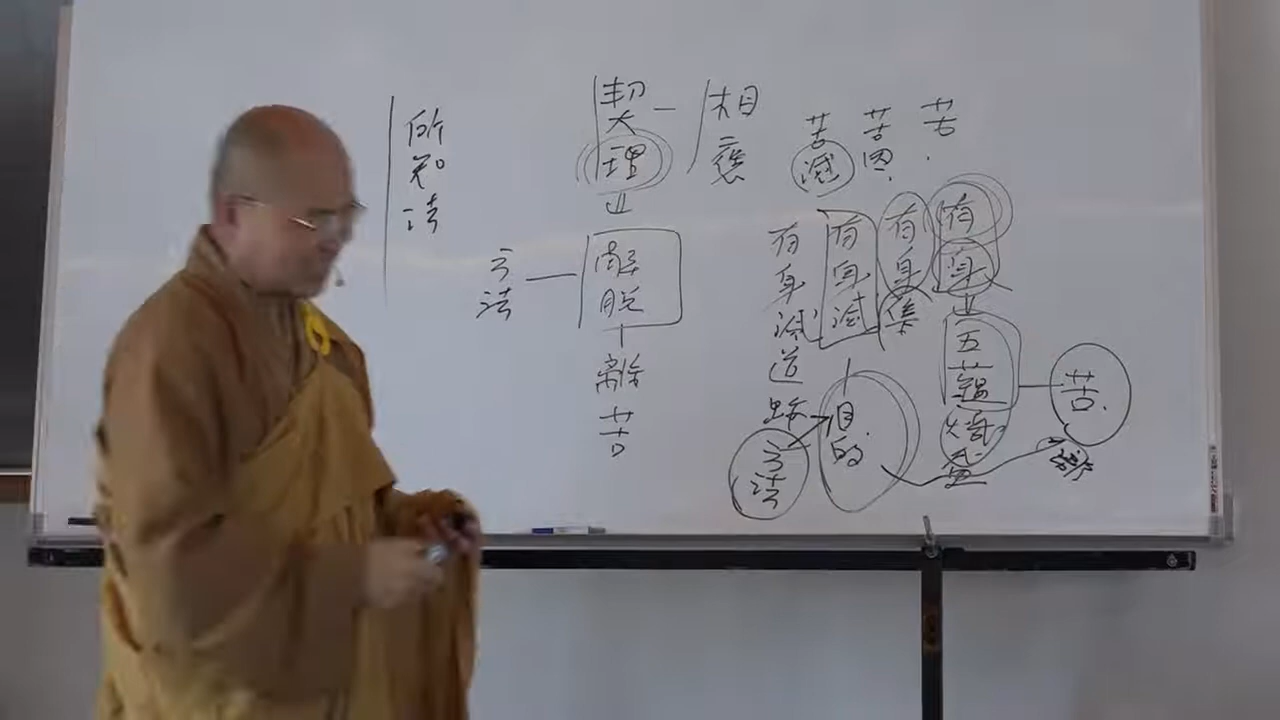 所知法
契理 — 相應
解脫
離苦
方法
苦
苦因
苦滅
有身
有身集
有身滅
有身滅道跡
五蘊熾盛
苦
目的
方法